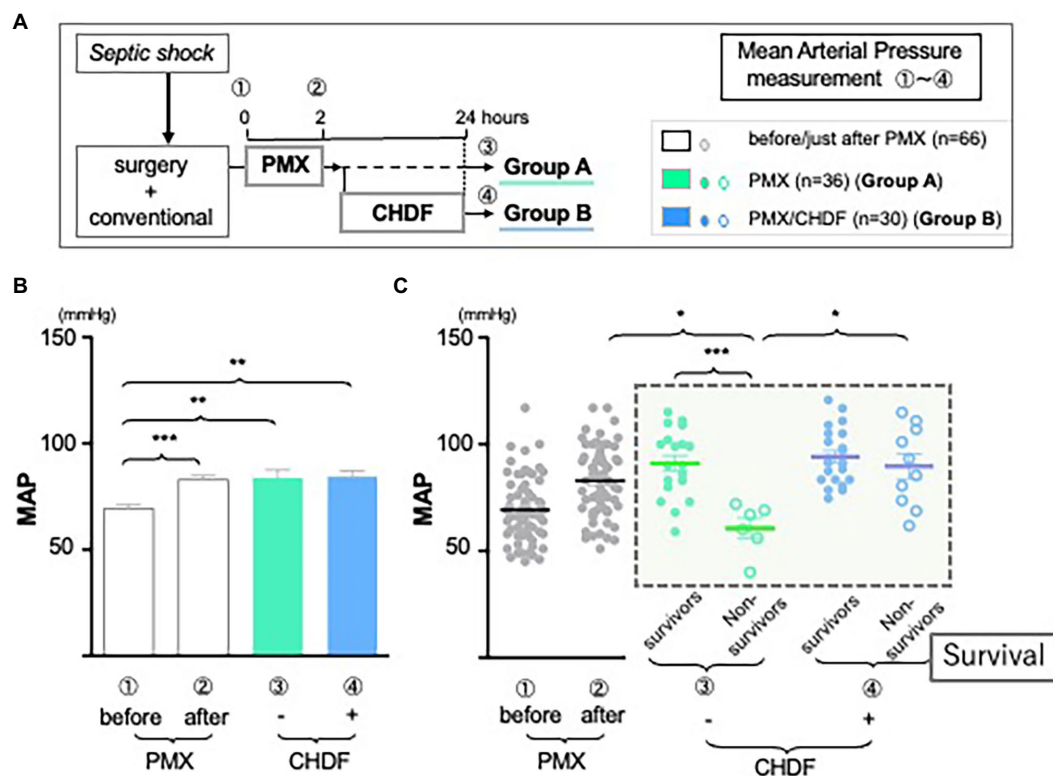 A
Septic shock
Mean Arterial Pressure
measurement ①~④
① ②
0 2 24 hours
surgery
+
conventional
PMX
③
Group A
④
CHDF
Group B
before/just after PMX (n=66)
PMX (n=36) (Group A)
PMX/CHDF (n=30) (Group B)
B
(mmHg)
150
100
50
MAP
**
**
***
① ② ③ ④
before after - +
PMX CHDF
C
(mmHg)
150
100
50
MAP
* *
***
survivors
Non-
survivors
survivors
Non-
survivors
Survival
① ② ③ ④
before after - +
PMX CHDF